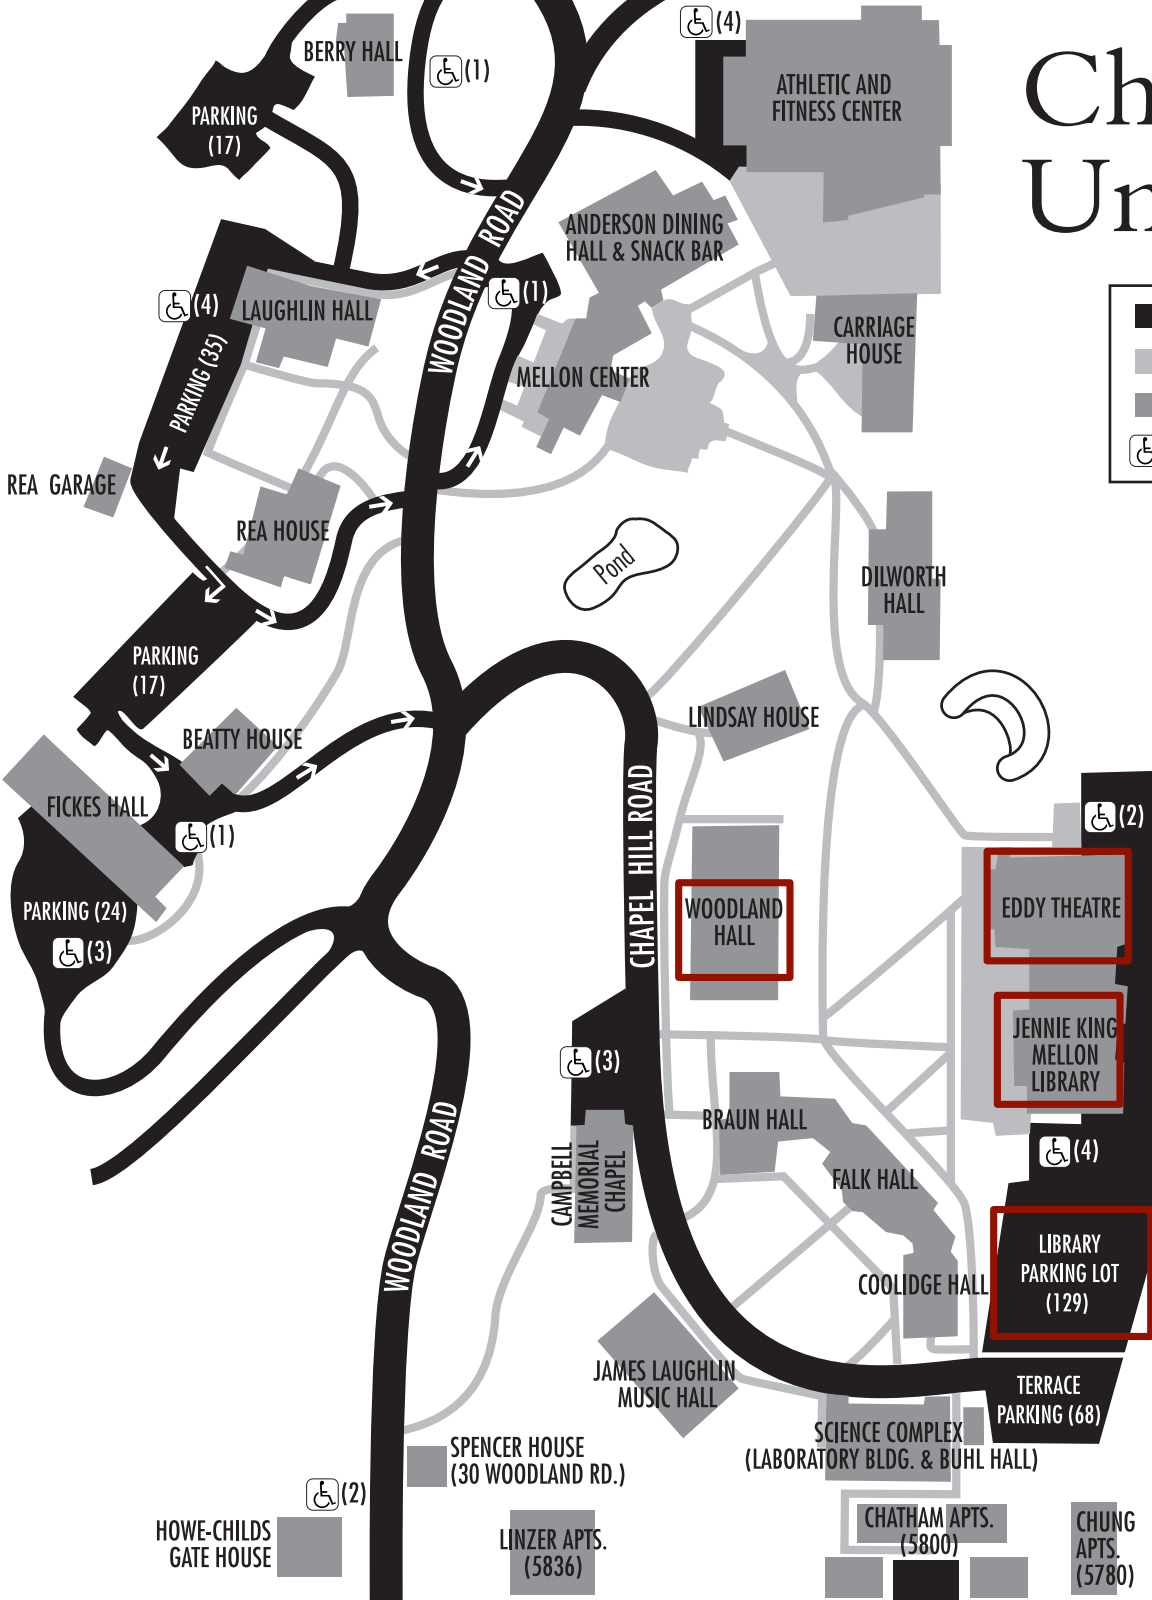 Ch
Un
BERRY HALL
(1)
(4)
ATHLETIC AND
FITNESS CENTER
PARKING
(17)
WOODLAND ROAD
ANDERSON DINING
HALL & SNACK BAR
(4)
LAUGHLIN HALL
(1)
CARRIAGE
HOUSE
PARKING (35)
MELLON CENTER
REA GARAGE
REA HOUSE
Pond
DILWORTH
HALL
PARKING
(17)
LINDSAY HOUSE
BEATTY HOUSE
FICKES HALL
(1)
CHAPEL HILL ROAD
(2)
PARKING (24)
(3)
WOODLAND
HALL
EDDY THEATRE
(3)
JENNIE KING
MELLON
LIBRARY
BRAUN HALL
(4)
WOODLAND ROAD
CAMPBELL
MEMORIAL
CHAPEL
FALK HALL
LIBRARY
PARKING LOT
(129)
COOLIDGE HALL
JAMES LAUGHLIN
MUSIC HALL
TERRACE
PARKING (68)
SCIENCE COMPLEX
(LABORATORY BLDG. & BUHL HALL)
SPENCER HOUSE
(30 WOODLAND RD.)
(2)
HOWE-CHILDS
GATE HOUSE
LINZER APTS.
(5836)
CHATHAM APTS.
(5800)
CHUNG
APTS.
(5780)